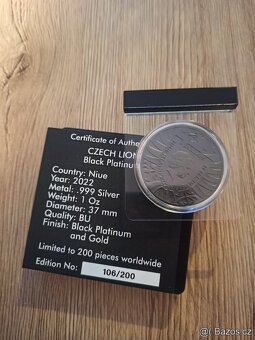 Certificate of Authe
CZECH LION
Black Platinu
Country: Niue
Year: 2022
Metal: .999 Silver
Weight: 1 Oz
Diameter: 37 mm
Quality: BU
Finish: Black Platinum
and Gold
Limited to 200 pieces worldwide
Edition No: 106/200
© Bazos.cz